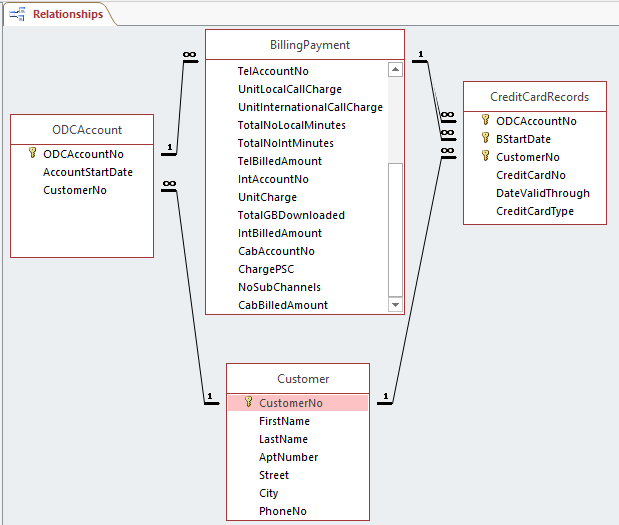 Relationships
BillingPayment
TelAccountNo
UnitLocalCallCharge
UnitInternationalCallCharge
TotalNoLocalMinutes
TotalNoIntMinutes
TelBilledAmount
IntAccountNo
UnitCharge
TotalGBDownloaded
IntBilledAmount
CabAccountNo
ChargePSC
NoSubChannels
CabBilledAmount
∞
1
ODCAccount
ODCAccountNo
AccountStartDate
CustomerNo
1
∞
CreditCardRecords
ODCAccountNo
BStartDate
CustomerNo
CreditCardNo
DateValidThrough
CreditCardType
∞
∞
∞
Customer
CustomerNo
FirstName
LastName
AptNumber
Street
City
PhoneNo
1
1